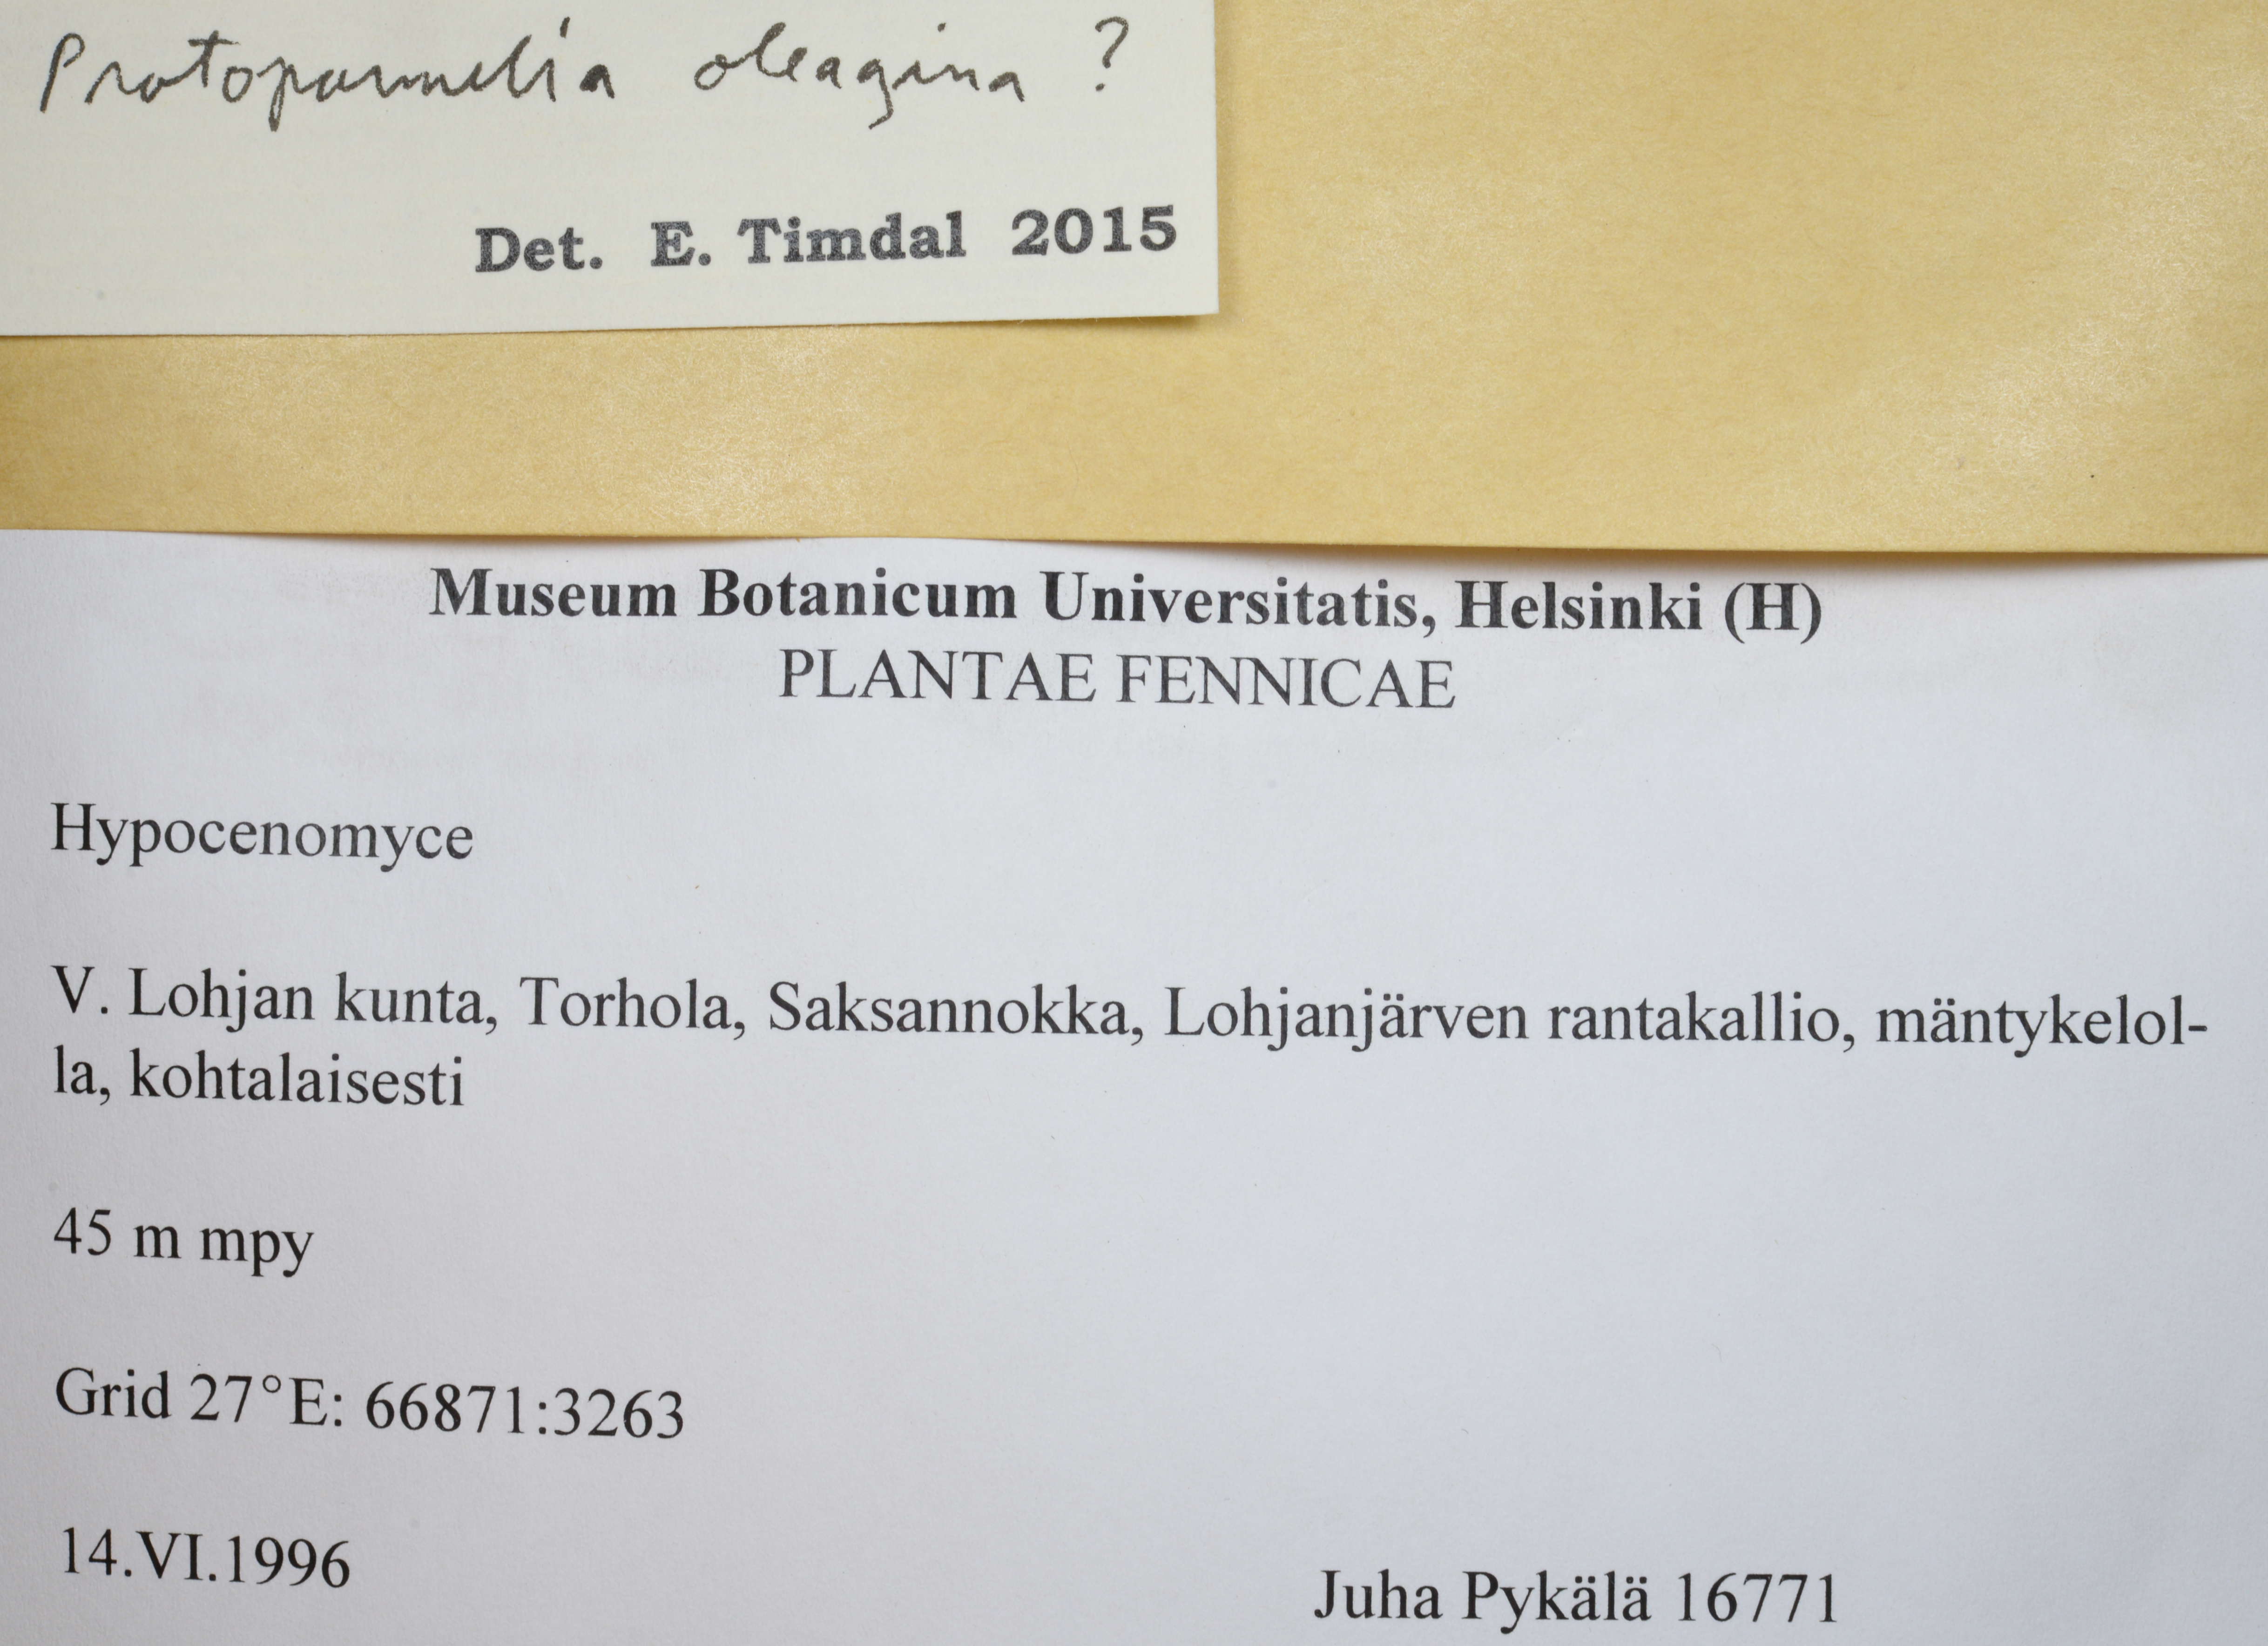 Protoparmelia oleagina ?
Det. E. Timdal 2015
Museum Botanicum Universitatis, Helsinki (H)
PLANTAE FENNICAE
Hypocenomyce
V. Lohjan kunta, Torhola, Saksannokka, Lohjanjärven rantakallio, mäntykelol-
la, kohtalaisesti
45 m mpy
Grid 27°E: 66871:3263
14.VI.1996
Juha Pykälä 16771